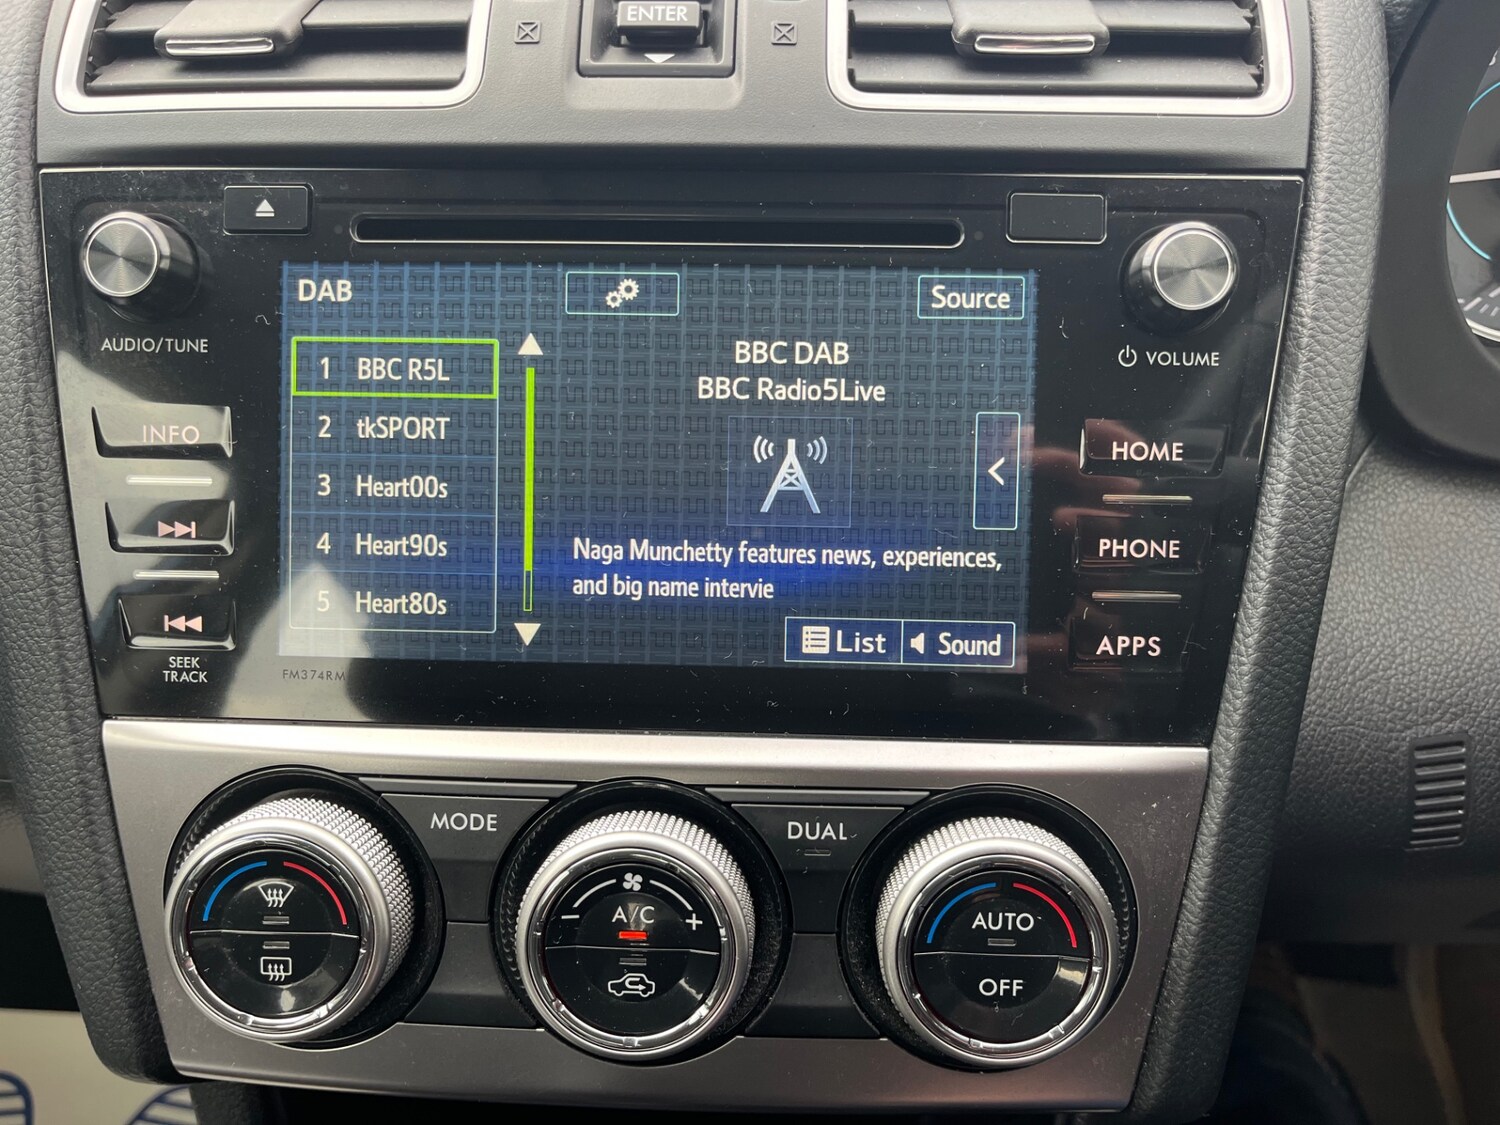 ENTER
AUDIO/TUNE
VOLUME
DAB
Source
1 BBC R5L
2 tkSPORT
3 Heart00s
4 Heart90s
5 Heart80s
BBC DAB
BBC Radio5Live
Naga Munchetty features news, experiences,
and big name intervie
List
Sound
INFO
SEEK
TRACK
FM374RM
HOME
PHONE
APPS
MODE
DUAL
A/C
- +
AUTO
OFF